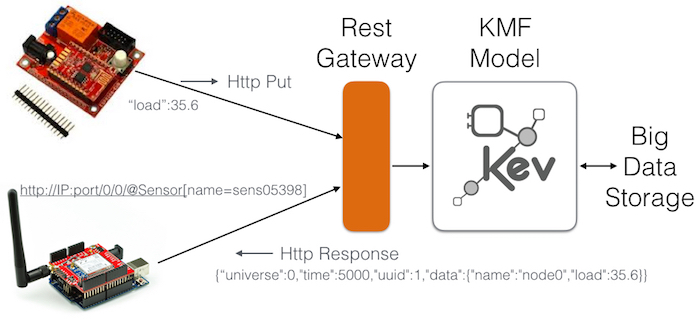 Rest
Gateway
KMF
Model
Http Put
"load":35.6
Kev
Big
Data
Storage
http://IP:port/0/0/@Sensor[name=sens05398]
Http Response
{"universe":0,"time":5000,"uuid":1,"data":{"name":"node0","load":35.6}}